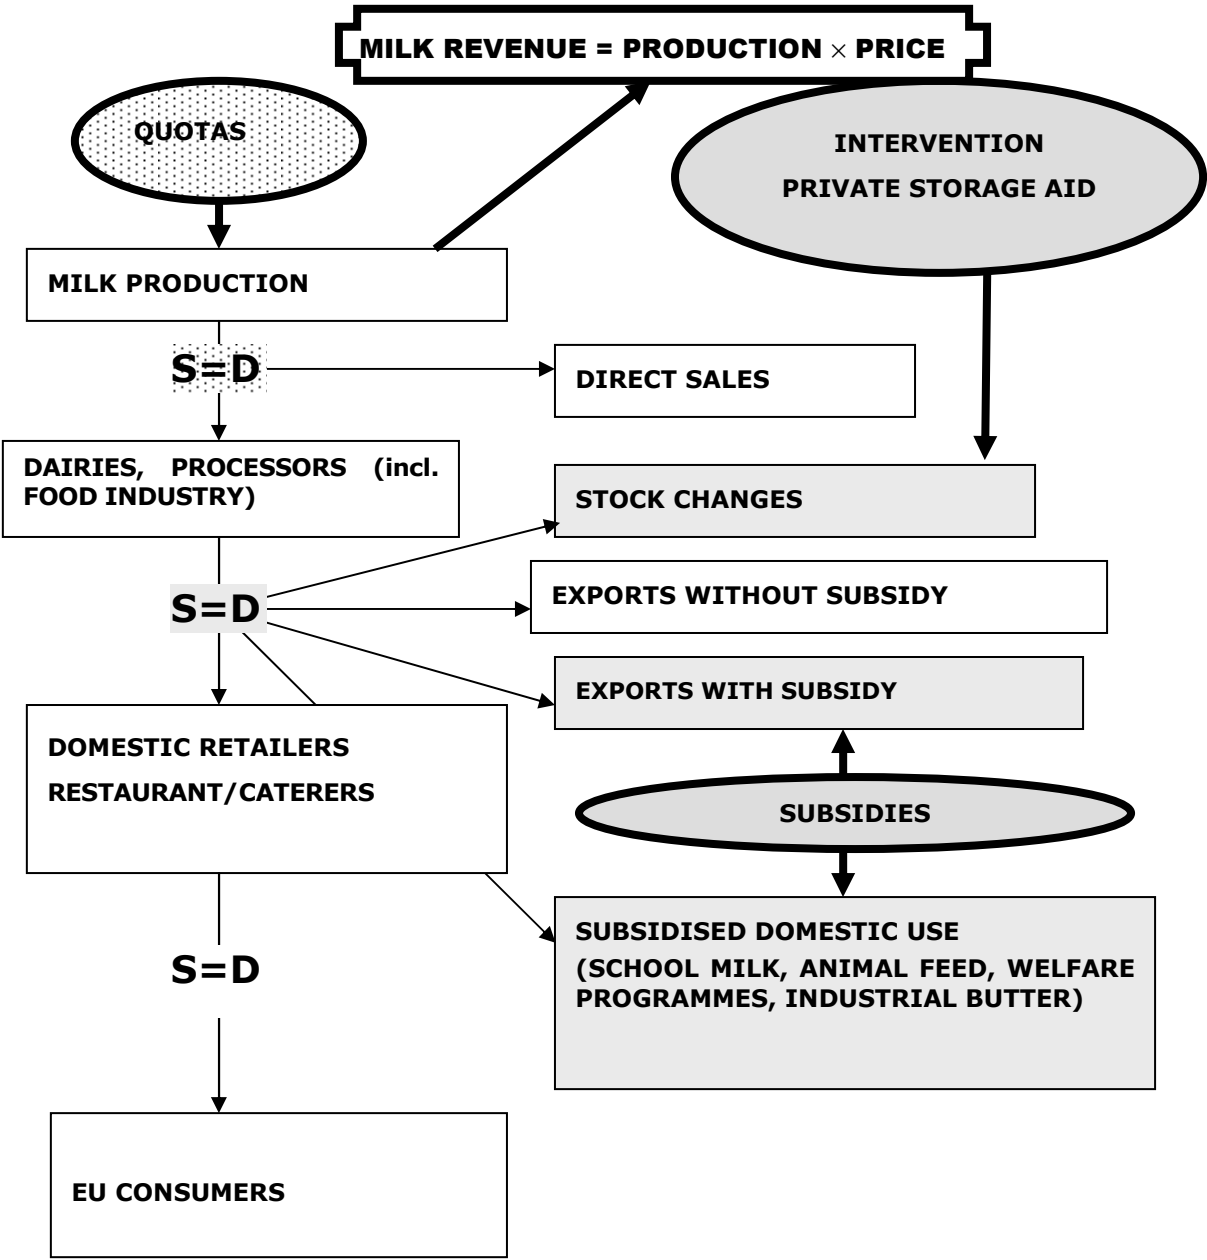 MILK REVENUE = PRODUCTION × PRICE
QUOTAS
INTERVENTION
PRIVATE STORAGE AID
MILK PRODUCTION
S=D
DIRECT SALES
DAIRIES, PROCESSORS (incl.
FOOD INDUSTRY)
STOCK CHANGES
S=D
EXPORTS WITHOUT SUBSIDY
EXPORTS WITH SUBSIDY
DOMESTIC RETAILERS
RESTAURANT/CATERERS
SUBSIDIES
SUBSIDISED DOMESTIC USE
(SCHOOL MILK, ANIMAL FEED, WELFARE
PROGRAMMES, INDUSTRIAL BUTTER)
S=D
EU CONSUMERS